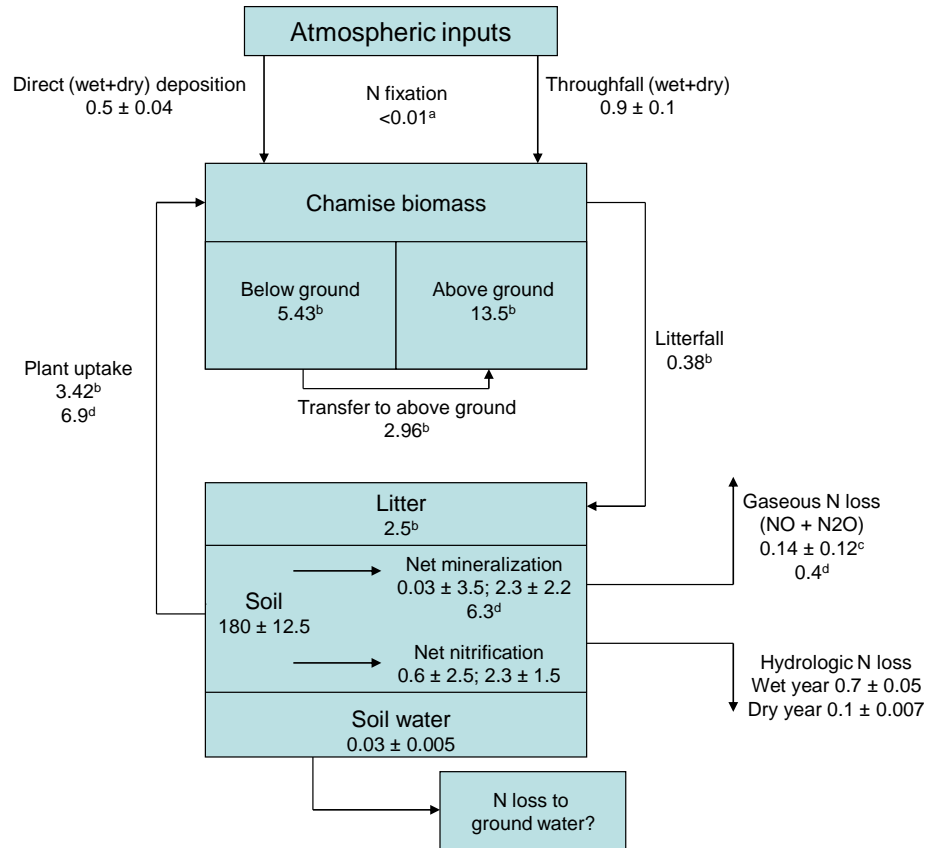 Atmospheric inputs
Direct (wet+dry) deposition
0.5 ± 0.04
N fixation
<0.01ᵃ
Throughfall (wet+dry)
0.9 ± 0.1
Chamise biomass
Below ground
5.43ᵇ
Above ground
13.5ᵇ
Litterfall
0.38ᵇ
Plant uptake
3.42ᵇ
6.9ᵈ
Transfer to above ground
2.96ᵇ
Litter
2.5ᵇ
Gaseous N loss
(NO + N2O)
0.14 ± 0.12ᶜ
0.4ᵈ
Soil
180 ± 12.5
Net mineralization
0.03 ± 3.5; 2.3 ± 2.2
6.3ᵈ
Net nitrification
0.6 ± 2.5; 2.3 ± 1.5
Hydrologic N loss
Wet year 0.7 ± 0.05
Dry year 0.1 ± 0.007
Soil water
0.03 ± 0.005
N loss to
ground water?